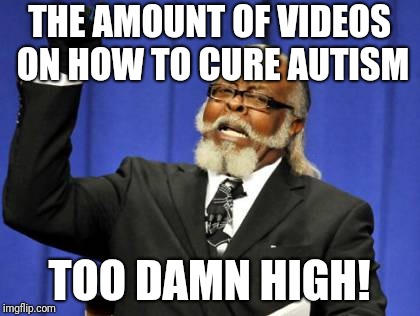 THE AMOUNT OF VIDEOS
ON HOW TO CURE AUTISM
TOO DAMN HIGH!
imgflip.com